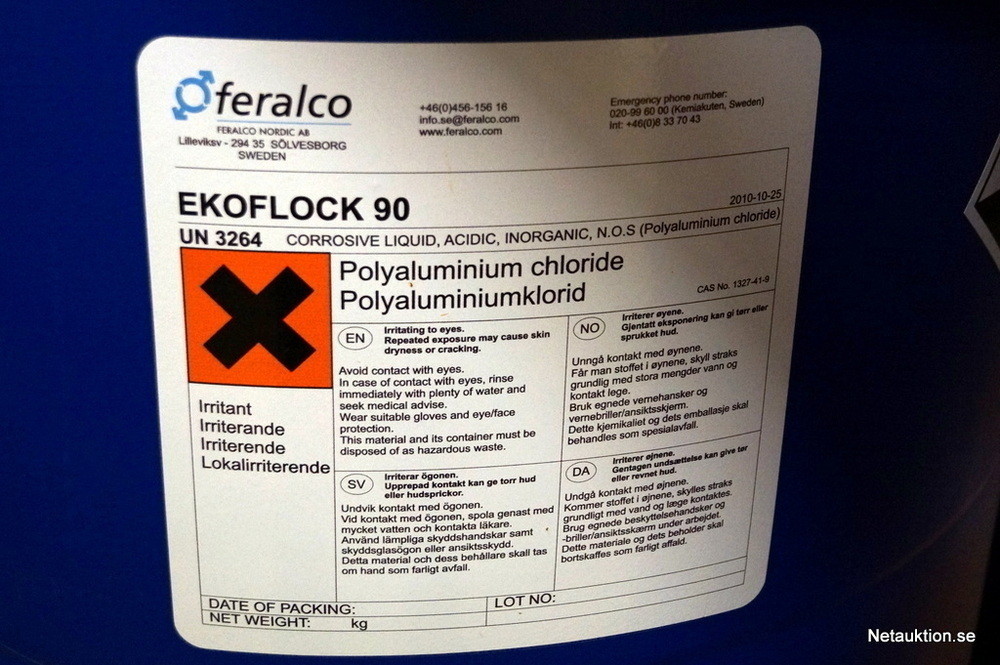 feralco
FERALCO NORDIC AB
Lilleviksv - 294 35 SÖLVESBORG
SWEDEN
+46(0)456-156 16
info.se@feralco.com
www.feralco.com
Emergency phone number:
020-99 60 00 (Kemiakuten, Sweden)
Int: +46(0)8 33 70 43
EKOFLOCK 90
2010-10-25
UN 3264 CORROSIVE LIQUID, ACIDIC, INORGANIC, N.O.S (Polyaluminium chloride)
Polyaluminium chloride
Polyaluminiumklorid
CAS No. 1327-41-9
Irritant
Irriterande
Irriterende
Lokalirriterende
EN
Irritating to eyes.
Repeated exposure may cause skin
dryness or cracking.
Avoid contact with eyes.
In case of contact with eyes, rinse
immediately with plenty of water and
seek medical advise.
Wear suitable gloves and eye/face
protection.
This material and its container must be
disposed of as hazardous waste.
NO
Irriterer øyene.
Gjentatt eksponering kan gi tørr eller
sprukket hud.
Unngå kontakt med øynene.
Får man stoffet i øynene, skyll straks
grundlig med stora mengder vann og
kontakt lege.
Bruk egnede vernehansker og
vernebriller/ansiktsskjerm.
Dette kjemikaliet og dets emballasje skal
behandles som spesialavfall.
SV
Irriterar ögonen.
Upprepad kontakt kan ge torr hud
eller hudsprickor.
Undvik kontakt med ögonen.
Vid kontakt med ögonen, spola genast med
mycket vatten och kontakta läkare.
Använd lämpliga skyddshandskar samt
skyddsglasögon eller ansiktsskydd.
Detta material och dess behållare skall tas
om hand som farligt avfall.
DA
Irriterer øjnene.
Gentagen undsættelse kan give tør
eller revnet hud.
Undgå kontakt med øjnene.
Kommer stoffet i øjnene, skylles straks
grundigt med vand og læge kontaktes.
Brug egnede beskyttelsehandsker og
-briller/ansiktsskærm under arbejdet.
Dette materiale og dets beholder skal
bortskaffes som farligt affald.
DATE OF PACKING:
LOT NO:
NET WEIGHT: kg
Netauktion.se